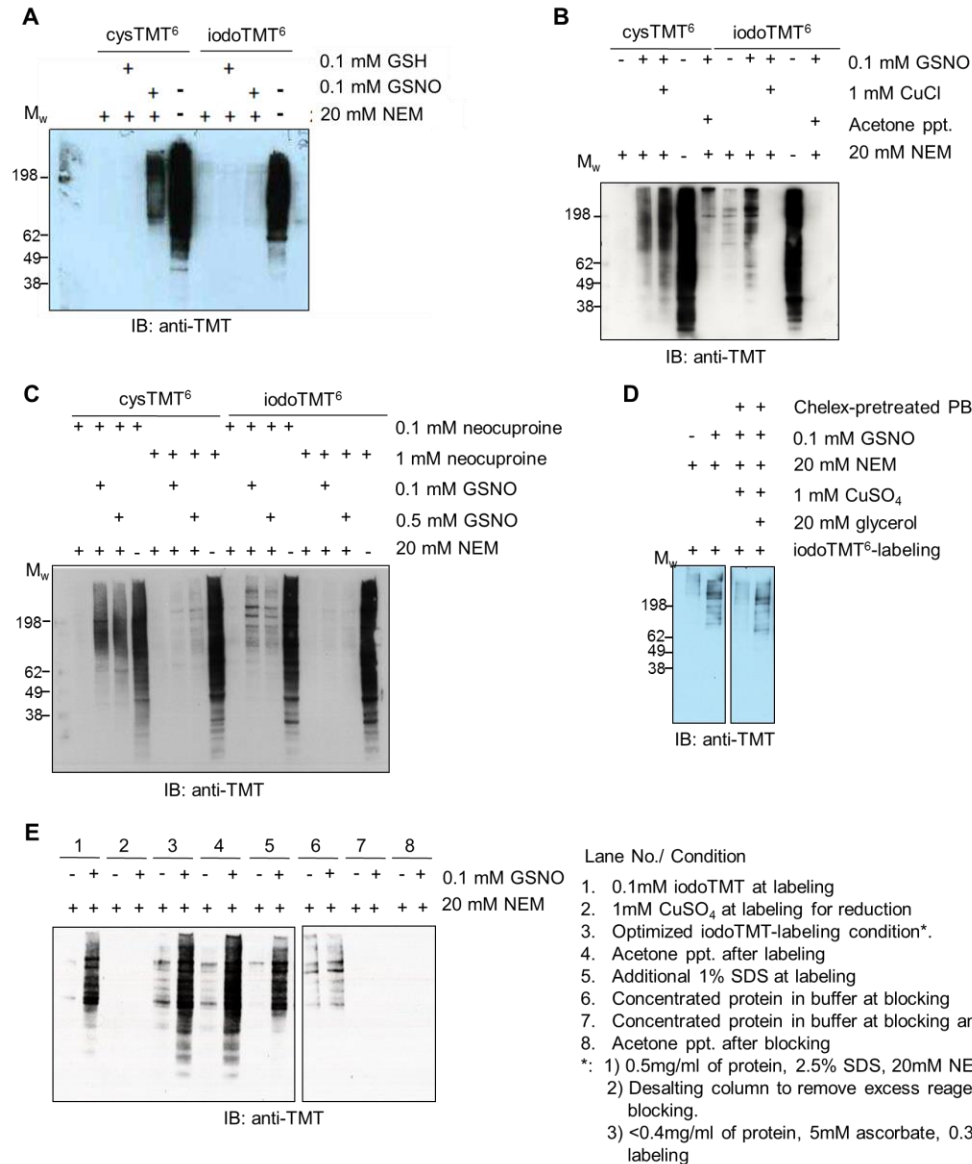 A
cysTMT⁶ iodoTMT⁶
+ + 0.1 mM GSH
+ - + - 0.1 mM GSNO
+ + + - + + + - : 20 mM NEM
Mw
198
62
49
38
IB: anti-TMT
B
cysTMT⁶ iodoTMT⁶
- + + - + - + + - + 0.1 mM GSNO
+ + 1 mM CuCl
+ + Acetone ppt.
+ + + - + + + + - + 20 mM NEM
Mw
198
62
49
38
IB: anti-TMT
C
cysTMT⁶ iodoTMT⁶
+ + + + + + + + 0.1 mM neocuproine
+ + + + + + + + 1 mM neocuproine
+ + + + 0.1 mM GSNO
+ + + + 0.5 mM GSNO
+ + + - + + + - + + + - + + + - 20 mM NEM
Mw
198
62
49
38
IB: anti-TMT
D
+ + Chelex-pretreated PB
- + + + 0.1 mM GSNO
+ + + + 20 mM NEM
+ + 1 mM CuSO₄
+ 20 mM glycerol
+ + + + iodoTMT⁶-labeling
Mw
198
62
49
38
IB: anti-TMT
E
1 2 3 4 5 6 7 8
- + - + - + - + - + - + - + - + 0.1 mM GSNO
+ + + + + + + + + + + + + + + + 20 mM NEM
IB: anti-TMT
Lane No./ Condition
1. 0.1mM iodoTMT at labeling
2. 1mM CuSO₄ at labeling for reduction
3. Optimized iodoTMT-labeling condition*.
4. Acetone ppt. after labeling
5. Additional 1% SDS at labeling
6. Concentrated protein in buffer at blocking
7. Concentrated protein in buffer at blocking an
8. Acetone ppt. after blocking
*: 1) 0.5mg/ml of protein, 2.5% SDS, 20mM NE
2) Desalting column to remove excess reage
blocking.
3) <0.4mg/ml of protein, 5mM ascorbate, 0.3
labeling